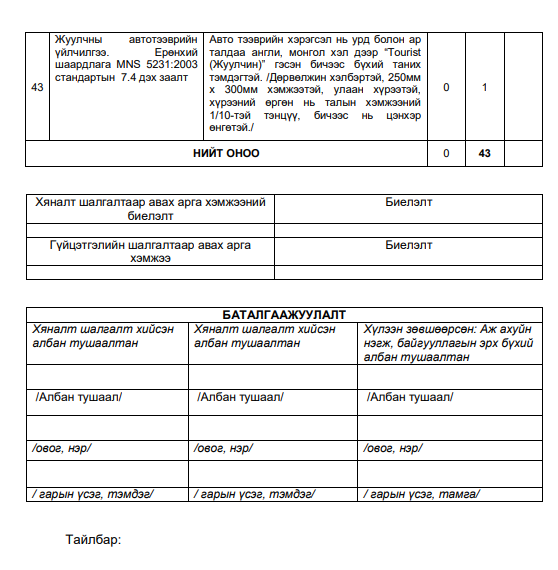 43
Жуулчны автотээврийн
үйлчилгээ. Ерөнхий
шаардлага MNS 5231:2003
стандартын 7.4 дэх заалт
Авто тээврийн хэрэгсэл нь урд болон ар
талдаа англи, монгол хэл дээр “Tourist
(Жуулчин)” гэсэн бичээс бүхий таних
тэмдэгтэй. /Дөрвөлжин хэлбэртэй, 250мм
х 300мм хэмжээтэй, улаан хүрээтэй,
хүрээний өргөн нь талын хэмжээний
1/10-тэй тэнцүү, бичээс нь цэнхэр
өнгөтэй./
0
1
НИЙТ ОНОО
0
43
Хяналт шалгалтаар авах арга хэмжээний
биелэлт
Биелэлт
Гүйцэтгэлийн шалгалтаар авах арга
хэмжээ
Биелэлт
БАТАЛГААЖУУЛАЛТ
Хяналт шалгалт хийсэн
албан тушаалтан
Хяналт шалгалт хийсэн
албан тушаалтан
Хүлээн зөвшөөрсөн: Аж ахуйн
нэгж, байгууллагын эрх бүхий
албан тушаалтан
/Албан тушаал/
/Албан тушаал/
/Албан тушаал/
/овог, нэр/
/овог, нэр/
/овог, нэр/
/ гарын үсэг, тэмдэг/
/ гарын үсэг, тэмдэг/
/ гарын үсэг, тамга/
Тайлбар: